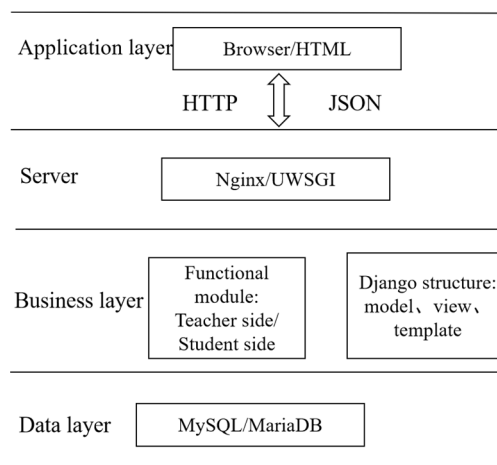 Application layer
Browser/HTML
HTTP
JSON
Server
Nginx/UWSGI
Business layer
Functional
module:
Teacher side/
Student side
Django structure:
model、view、
template
Data layer
MySQL/MariaDB